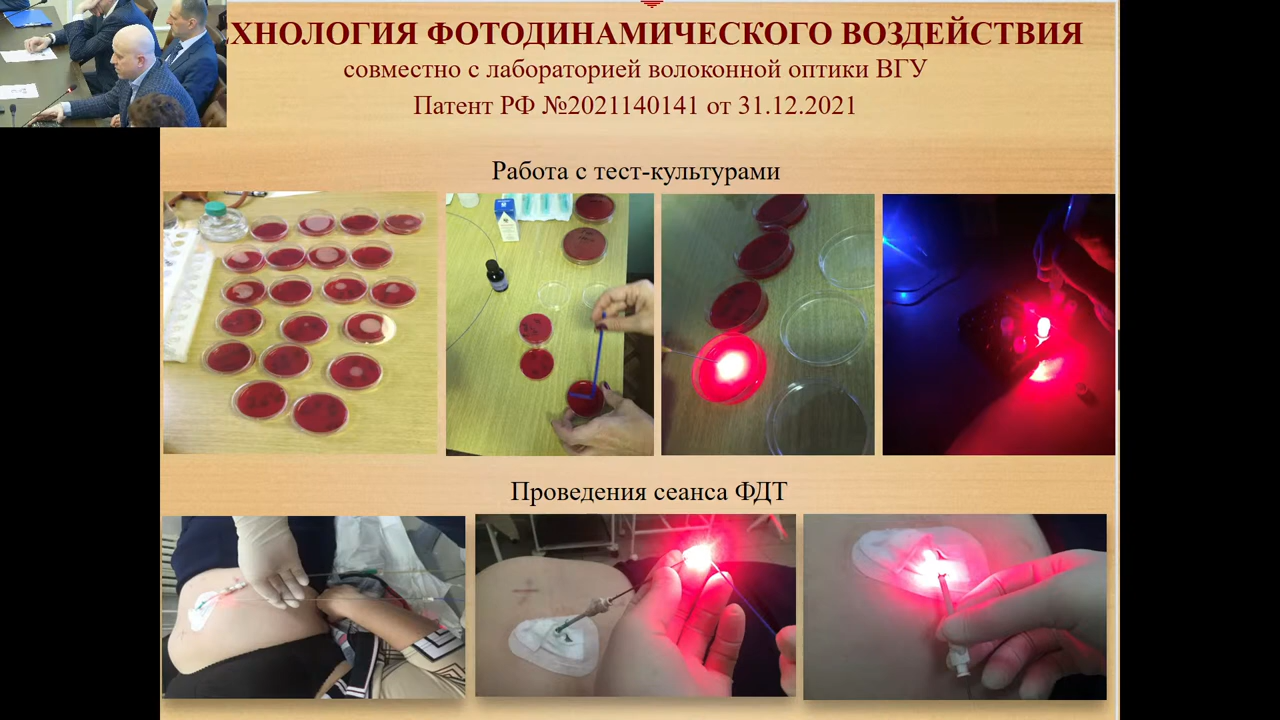 ХНОЛОГИЯ ФОТОДИНАМИЧЕСКОГО ВОЗДЕЙСТВИЯ
совместно с лабораторией волоконной оптики ВГУ
Патент РФ №2021140141 от 31.12.2021
Работа с тест-культурами
Проведения сеанса ФДТ